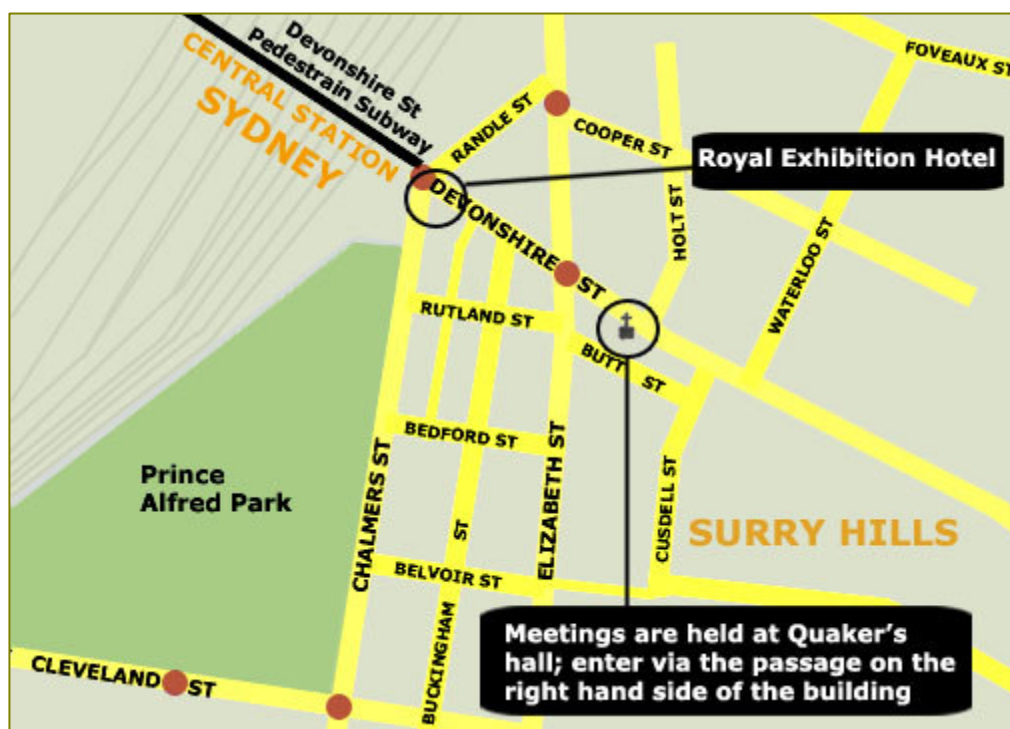 Devonshire St
Pedestrain Subway
CENTRAL STATION
SYDNEY
FOVEAUX ST
RANDLE ST
COOPER ST
Royal Exhibition Hotel
DEVONSHIRE ST
HOLT ST
WATERLOO ST
RUTLAND ST
BUTT ST
BEDFORD ST
Prince
Alfred Park
CHALMERS ST
ELIZABETH ST
CUSDELL ST
SURRY HILLS
BELVOIR ST
BUCKINGHAM ST
Meetings are held at Quaker's
hall; enter via the passage on the
right hand side of the building
CLEVELAND ST